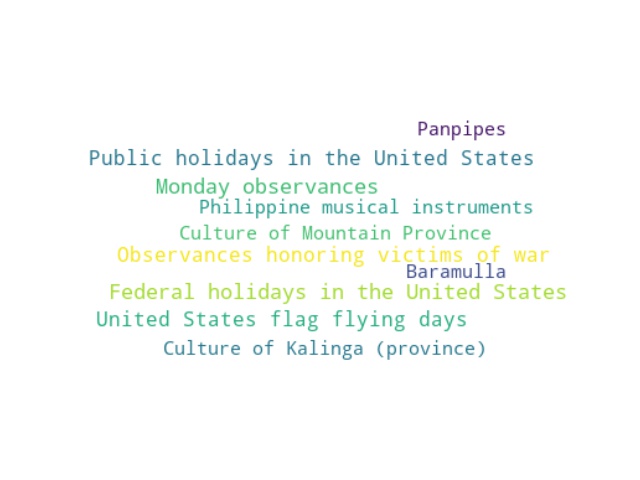 Panpipes
Public holidays in the United States
Monday observances
Philippine musical instruments
Culture of Mountain Province
Observances honoring victims of war
Baramulla
Federal holidays in the United States
United States flag flying days
Culture of Kalinga (province)